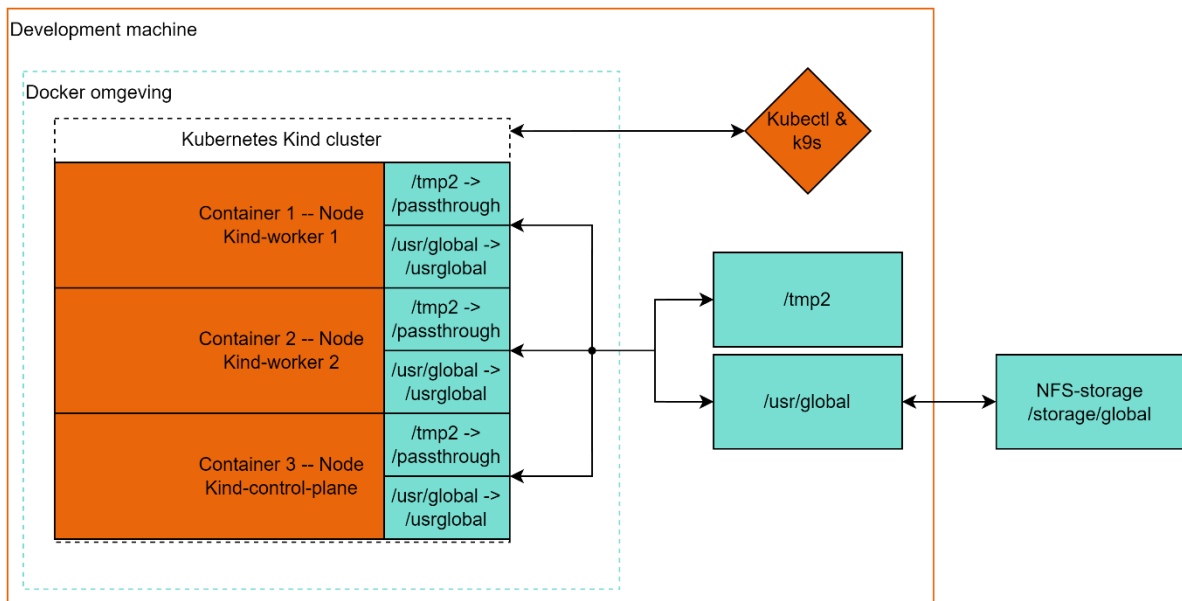 Development machine
Docker omgeving
Kubernetes Kind cluster
Kubectl &
k9s
Container 1 -- Node
Kind-worker 1
/tmp2 ->
/passthrough
/usr/global ->
/usrglobal
Container 2 -- Node
Kind-worker 2
/tmp2 ->
/passthrough
/usr/global ->
/usrglobal
Container 3 -- Node
Kind-control-plane
/tmp2 ->
/passthrough
/usr/global ->
/usrglobal
/tmp2
/usr/global
NFS-storage
/storage/global